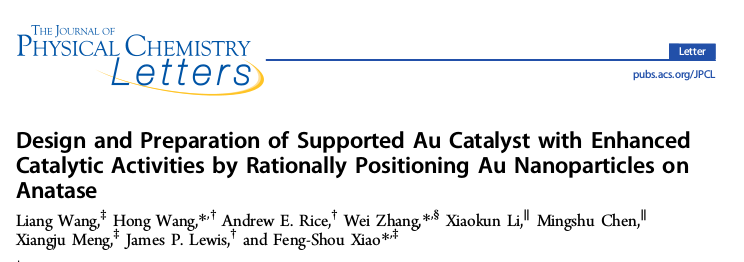 THE JOURNAL OF
PHYSICAL CHEMISTRY
Letters
Letter
pubs.acs.org/JPCL
Design and Preparation of Supported Au Catalyst with Enhanced
Catalytic Activities by Rationally Positioning Au Nanoparticles on
Anatase
Liang Wang,‡ Hong Wang,*,† Andrew E. Rice,† Wei Zhang,*,§ Xiaokun Li,∥ Mingshu Chen,∥
Xiangju Meng,‡ James P. Lewis,† and Feng-Shou Xiao*,‡